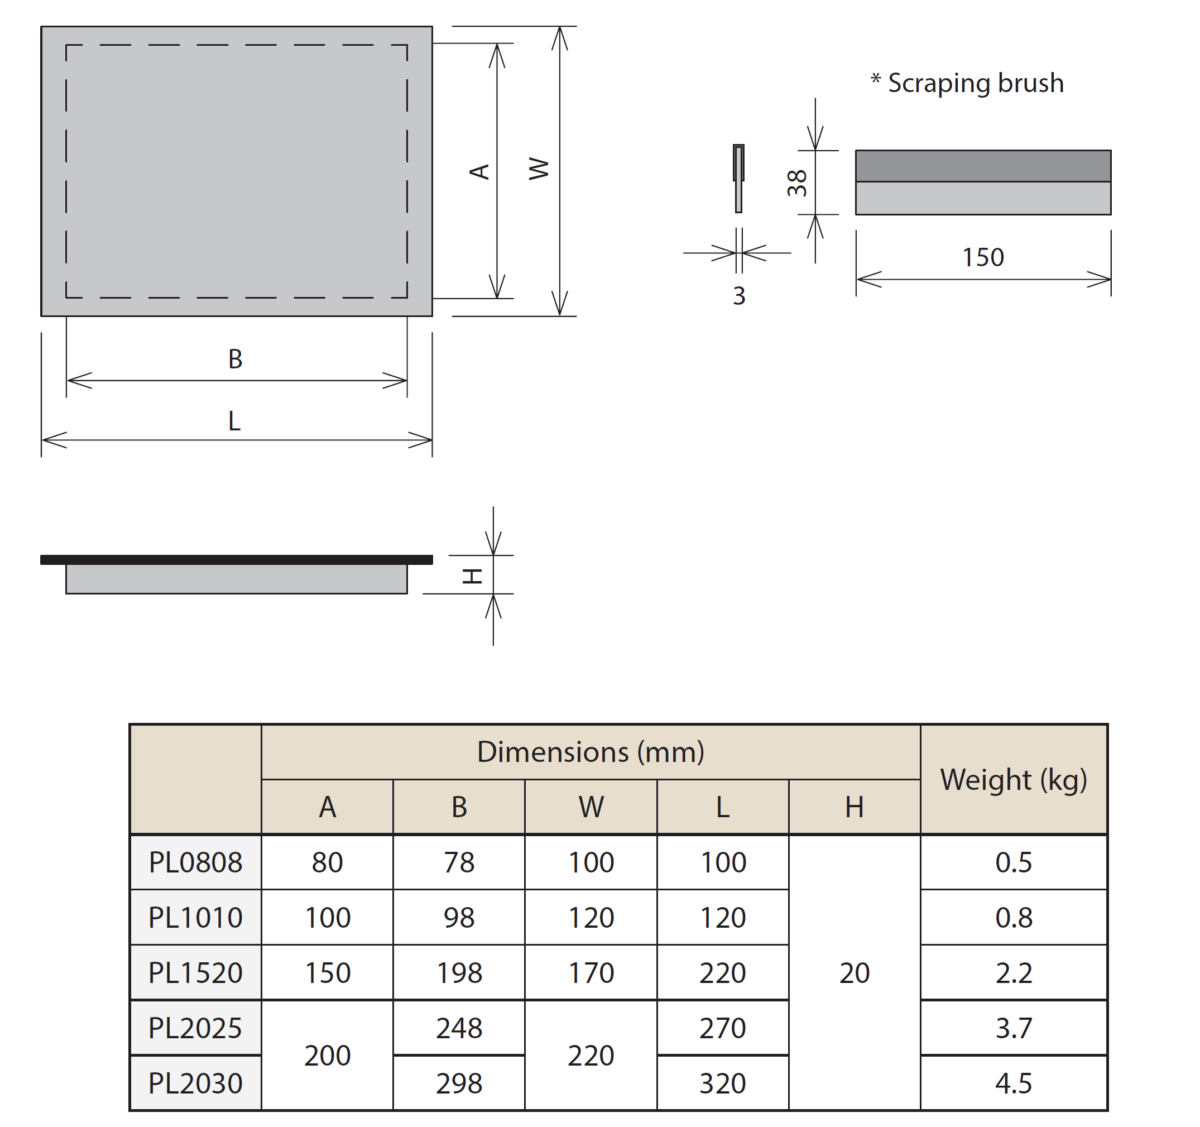 A
W
B
L
* Scraping brush
38
150
3
H
Dimensions (mm) Weight (kg)
A B W L H
PL0808 80 78 100 100 20 0.5
PL1010 100 98 120 120 0.8
PL1520 150 198 170 220 2.2
PL2025 200 248 220 270 3.7
PL2030 298 320 4.5